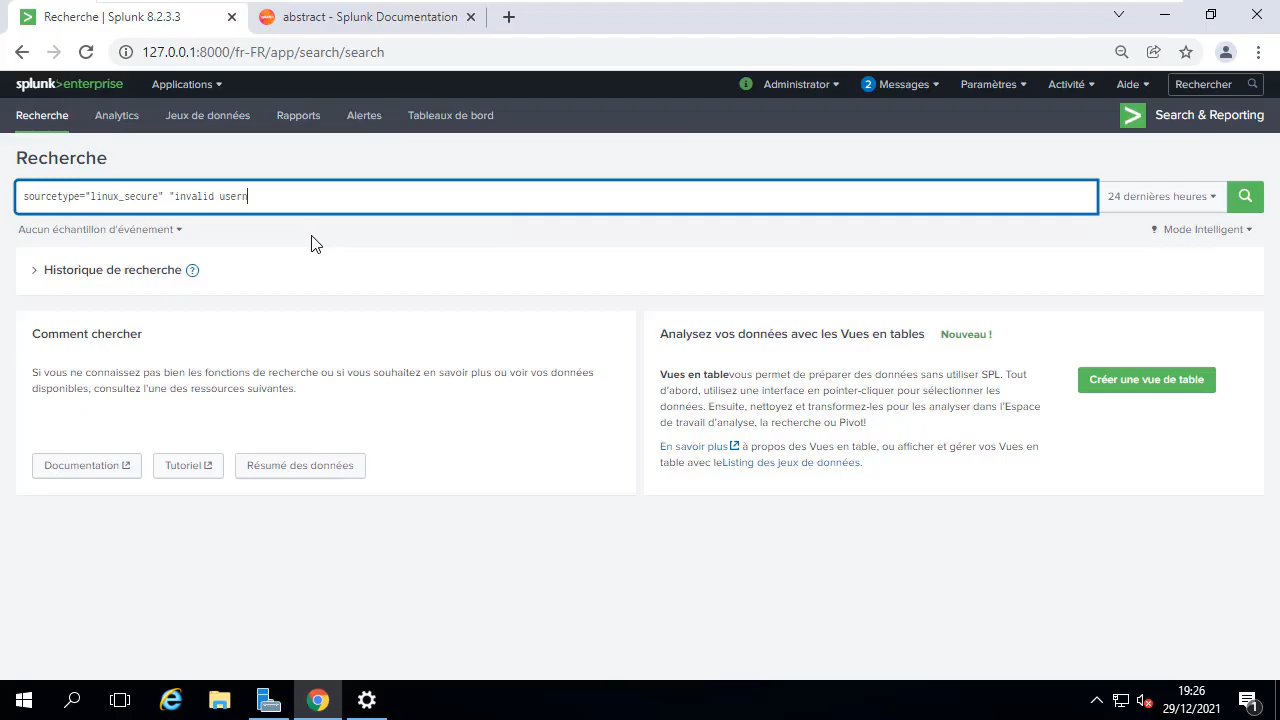 Recherche | Splunk 8.2.3.3
abstract - Splunk Documentation
127.0.0.1:8000/fr-FR/app/search/search
splunk>enterprise Applications Administrator 2 Messages Paramètres Activité Aide Rechercher
Recherche Analytics Jeux de données Rapports Alertes Tableaux de bord Search & Reporting
Recherche
sourcetype="linux_secure" "invalid usern
24 dernières heures
Aucun échantillon d'événement
Mode Intelligent
Historique de recherche ?
Comment chercher
Si vous ne connaissez pas bien les fonctions de recherche ou si vous souhaitez en savoir plus ou voir vos données
disponibles, consultez l'une des ressources suivantes.
Documentation Tutoriel Résumé des données
Analysez vos données avec les Vues en tables Nouveau !
Vues en tablevous permet de préparer des données sans utiliser SPL. Tout
d'abord, utilisez une interface en pointer-cliquer pour sélectionner les
données. Ensuite, nettoyez et transformez-les pour les analyser dans l'Espace
de travail d'analyse, la recherche ou Pivot!
En savoir plus à propos des Vues en table, ou afficher et gérer vos Vues en
table avec leListing des jeux de données.
Créer une vue de table
19:26
29/12/2021
1